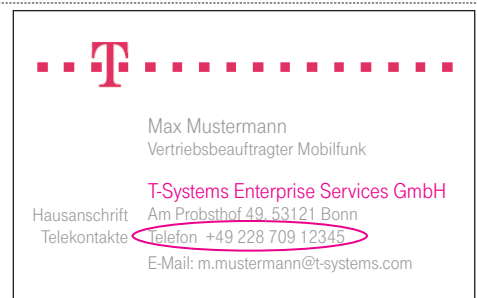 T
Max Mustermann
Vertriebsbeauftragter Mobilfunk
T-Systems Enterprise Services GmbH
Hausanschrift Am Probsthof 49, 53121 Bonn
Telekontakte Telefon +49 228 709 12345
E-Mail: m.mustermann@t-systems.com